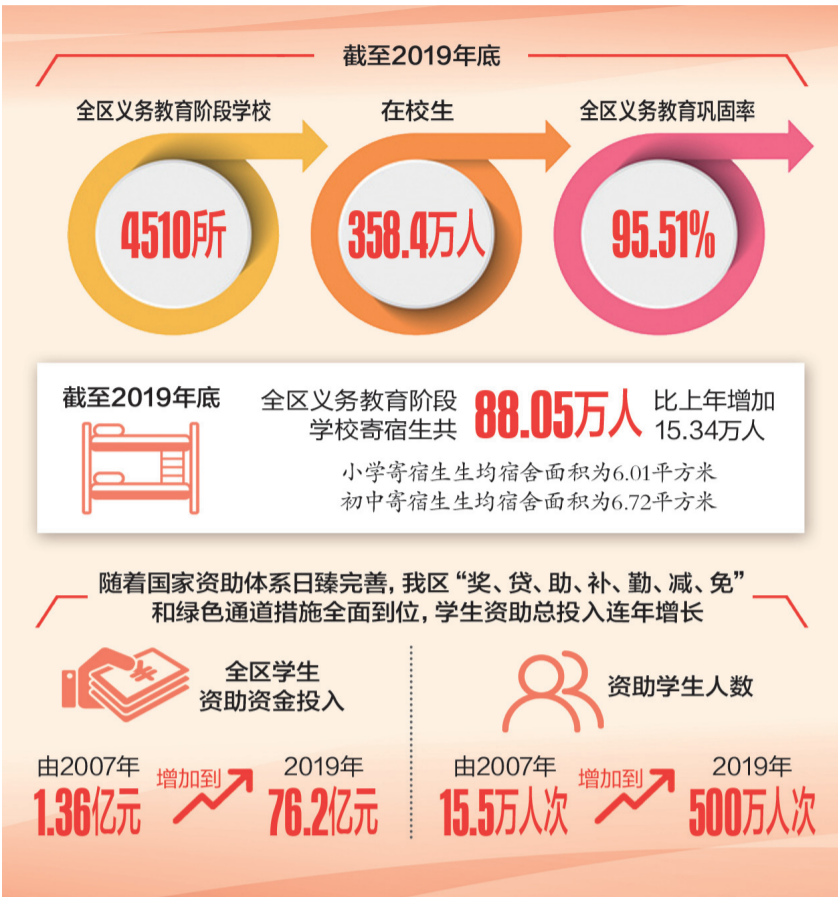 截至2019年底
全区义务教育阶段学校
在校生
全区义务教育巩固率
4510所
358.4万人
95.51%
截至2019年底
全区义务教育阶段
学校寄宿生共
88.05万人
比上年增加
15.34万人
小学寄宿生生均宿舍面积为6.01平方米
初中寄宿生生均宿舍面积为6.72平方米
随着国家资助体系日臻完善，我区“奖、贷、助、补、勤、减、免”
和绿色通道措施全面到位，学生资助总投入连年增长
¥
全区学生
资助资金投入
由2007年
1.36亿元
增加到
2019年
76.2亿元
资助学生人数
由2007年
15.5万人次
增加到
2019年
500万人次